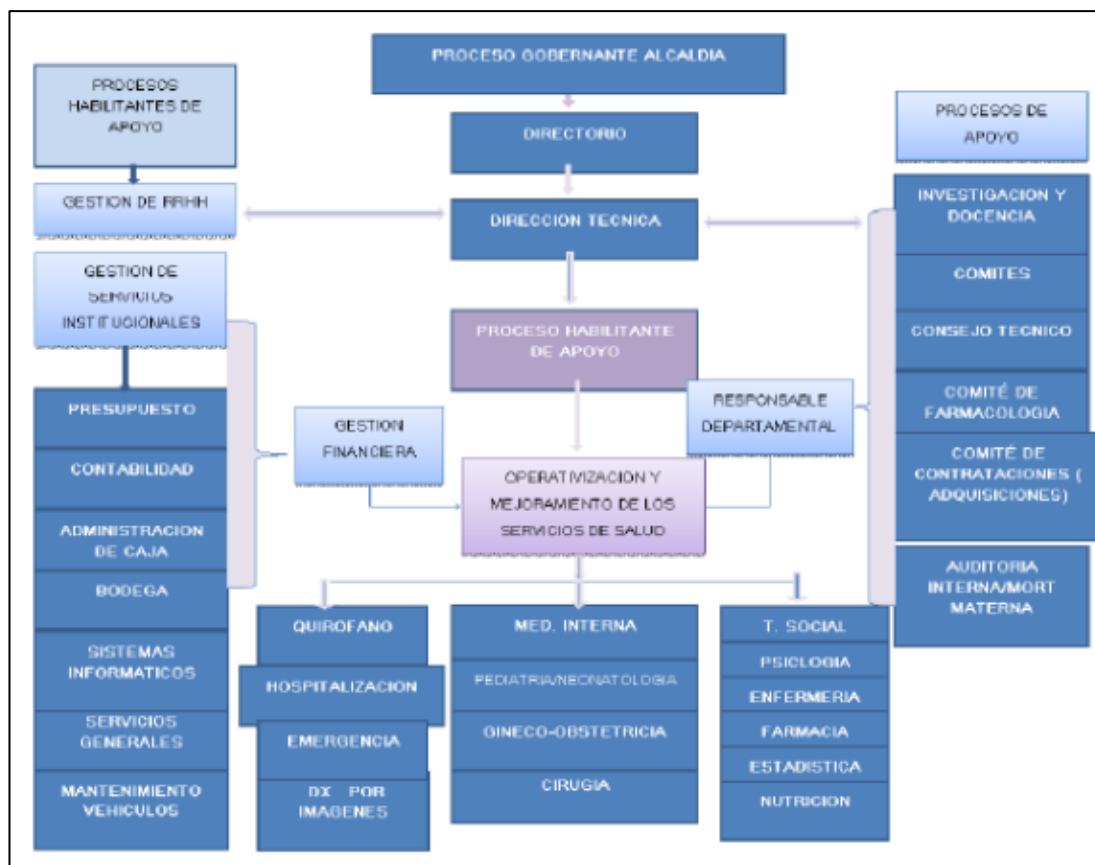 PROCESO GOBERNANTE ALCALDIA
PROCESOS
HABILITANTES DE
APOYO
DIRECTORIO
PROCESOS DE
APOYO
GESTION DE RRHH
DIRECCION TECNICA
INVESTIGACION Y
DOCENCIA
COMITES
CONSEJO TECNICO
COMITÉ DE
FARMACOLOGIA
COMITÉ DE
CONTRATACIONES (
ADQUISICIONES)
AUDITORIA
INTERNA/MORT
MATERNA
GESTION DE
SERVICIOS
INSTITUCIONALES
PROCESO HABILITANTE
DE APOYO
PRESUPUESTO
CONTABILIDAD
ADMINISTRACION
DE CAJA
BODEGA
SISTEMAS
INFORMATICOS
SERVICIOS
GENERALES
MANTENIMIENTO
VEHICULOS
GESTION
FINANCIERA
RESPONSABLE
DEPARTAMENTAL
OPERATIVIZACION Y
MEJORAMIENTO DE LOS
SERVICIOS DE SALUD
QUIROFANO
HOSPITALIZACION
EMERGENCIA
DX POR
IMAGENES
MED. INTERNA
PEDIATRIA/NEONATOLOGIA
GINECO-OBSTETRICIA
CIRUGIA
T. SOCIAL
PSICLOGIA
ENFERMERIA
FARMACIA
ESTADISTICA
NUTRICION